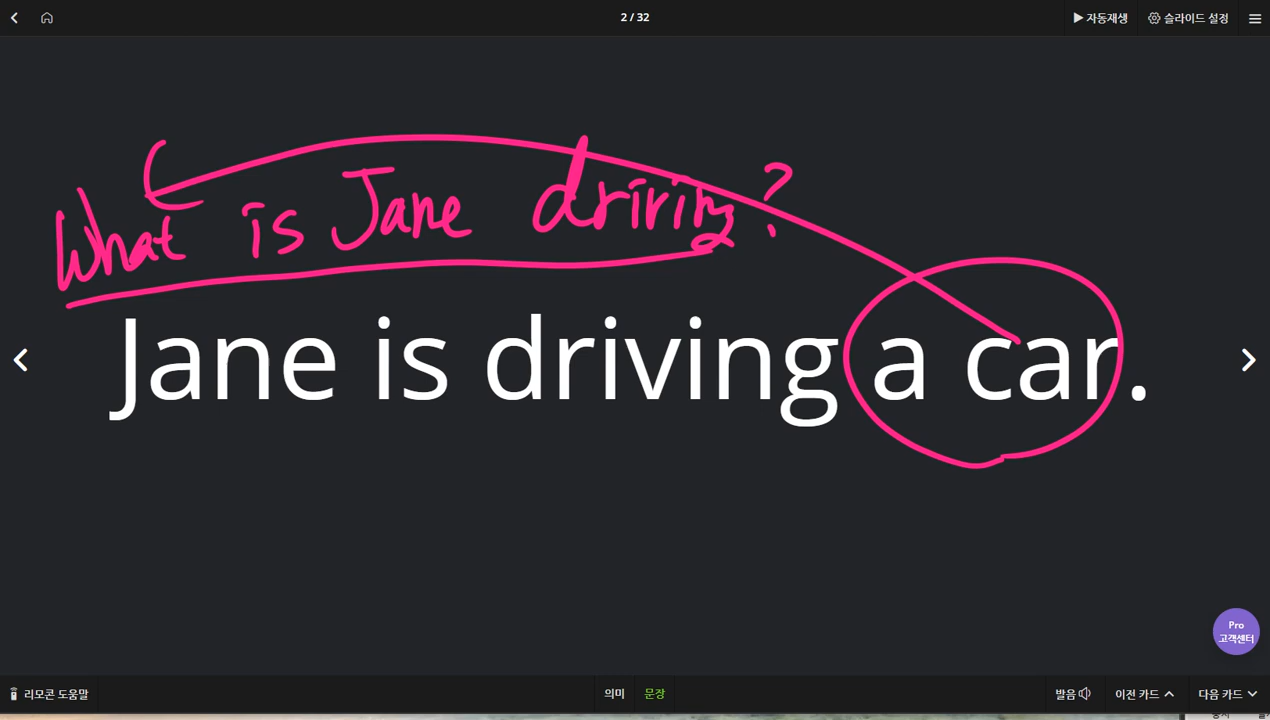 2 / 32
자동재생
슬라이드 설정
What is Jane driving?
Jane is driving a car.
Pro
고객센터
리모콘 도움말
의미
문장
발음
이전 카드
다음 카드